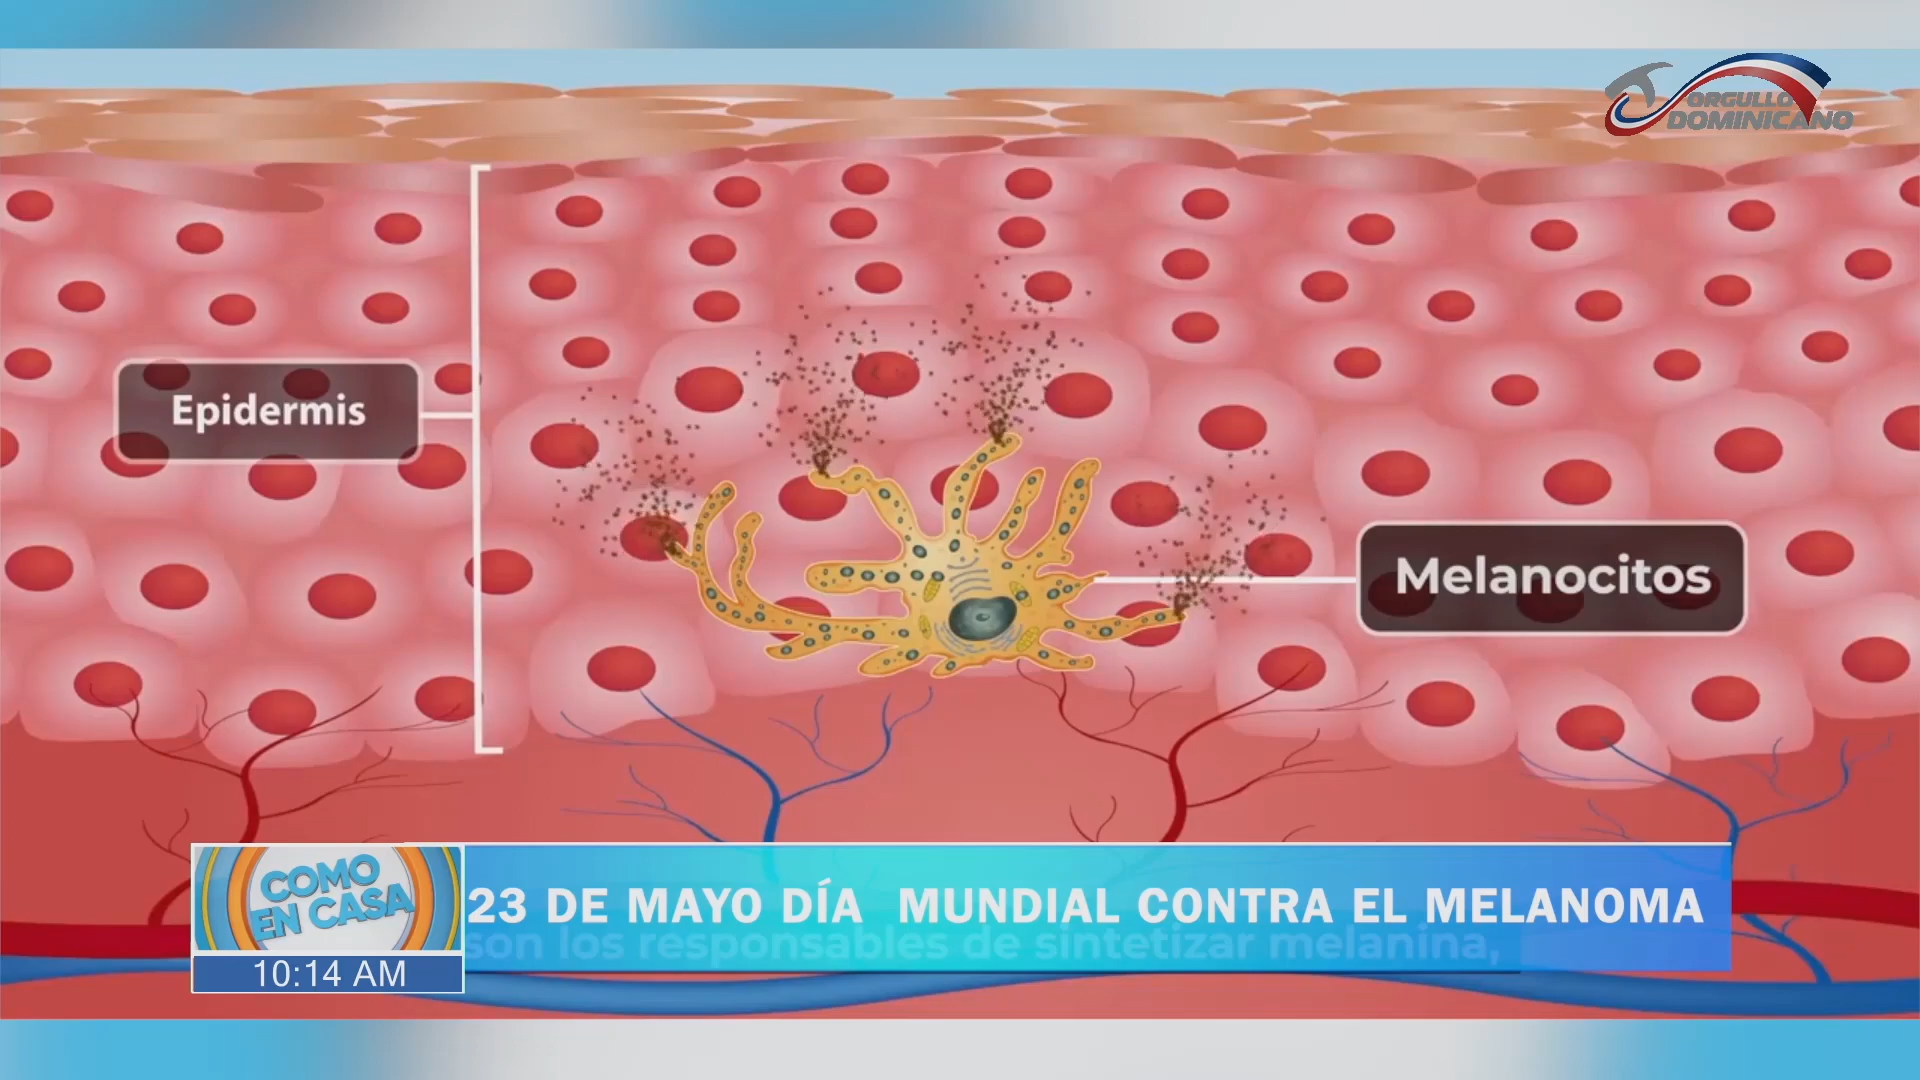 ORGULLO
DOMINICANO
Epidermis
Melanocitos
COMO
EN CASA
23 DE MAYO DÍA MUNDIAL CONTRA EL MELANOMA
son los responsables de sintetizar melanina,
10:14 AM